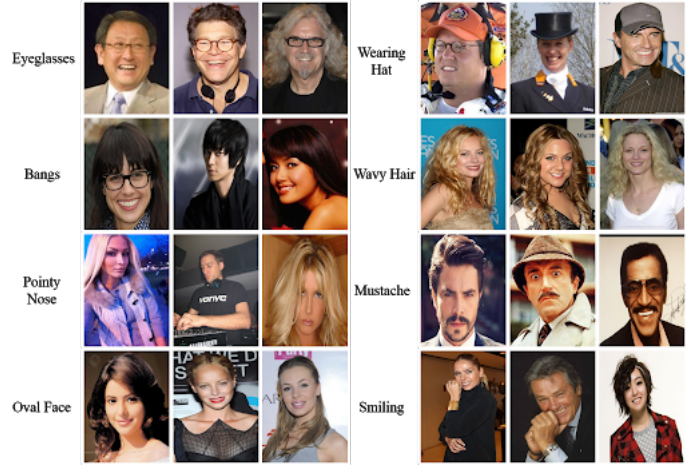 Eyeglasses
Wearing
Hat
Bangs
Wavy Hair
Pointy
Nose
Mustache
Oval Face
Smiling